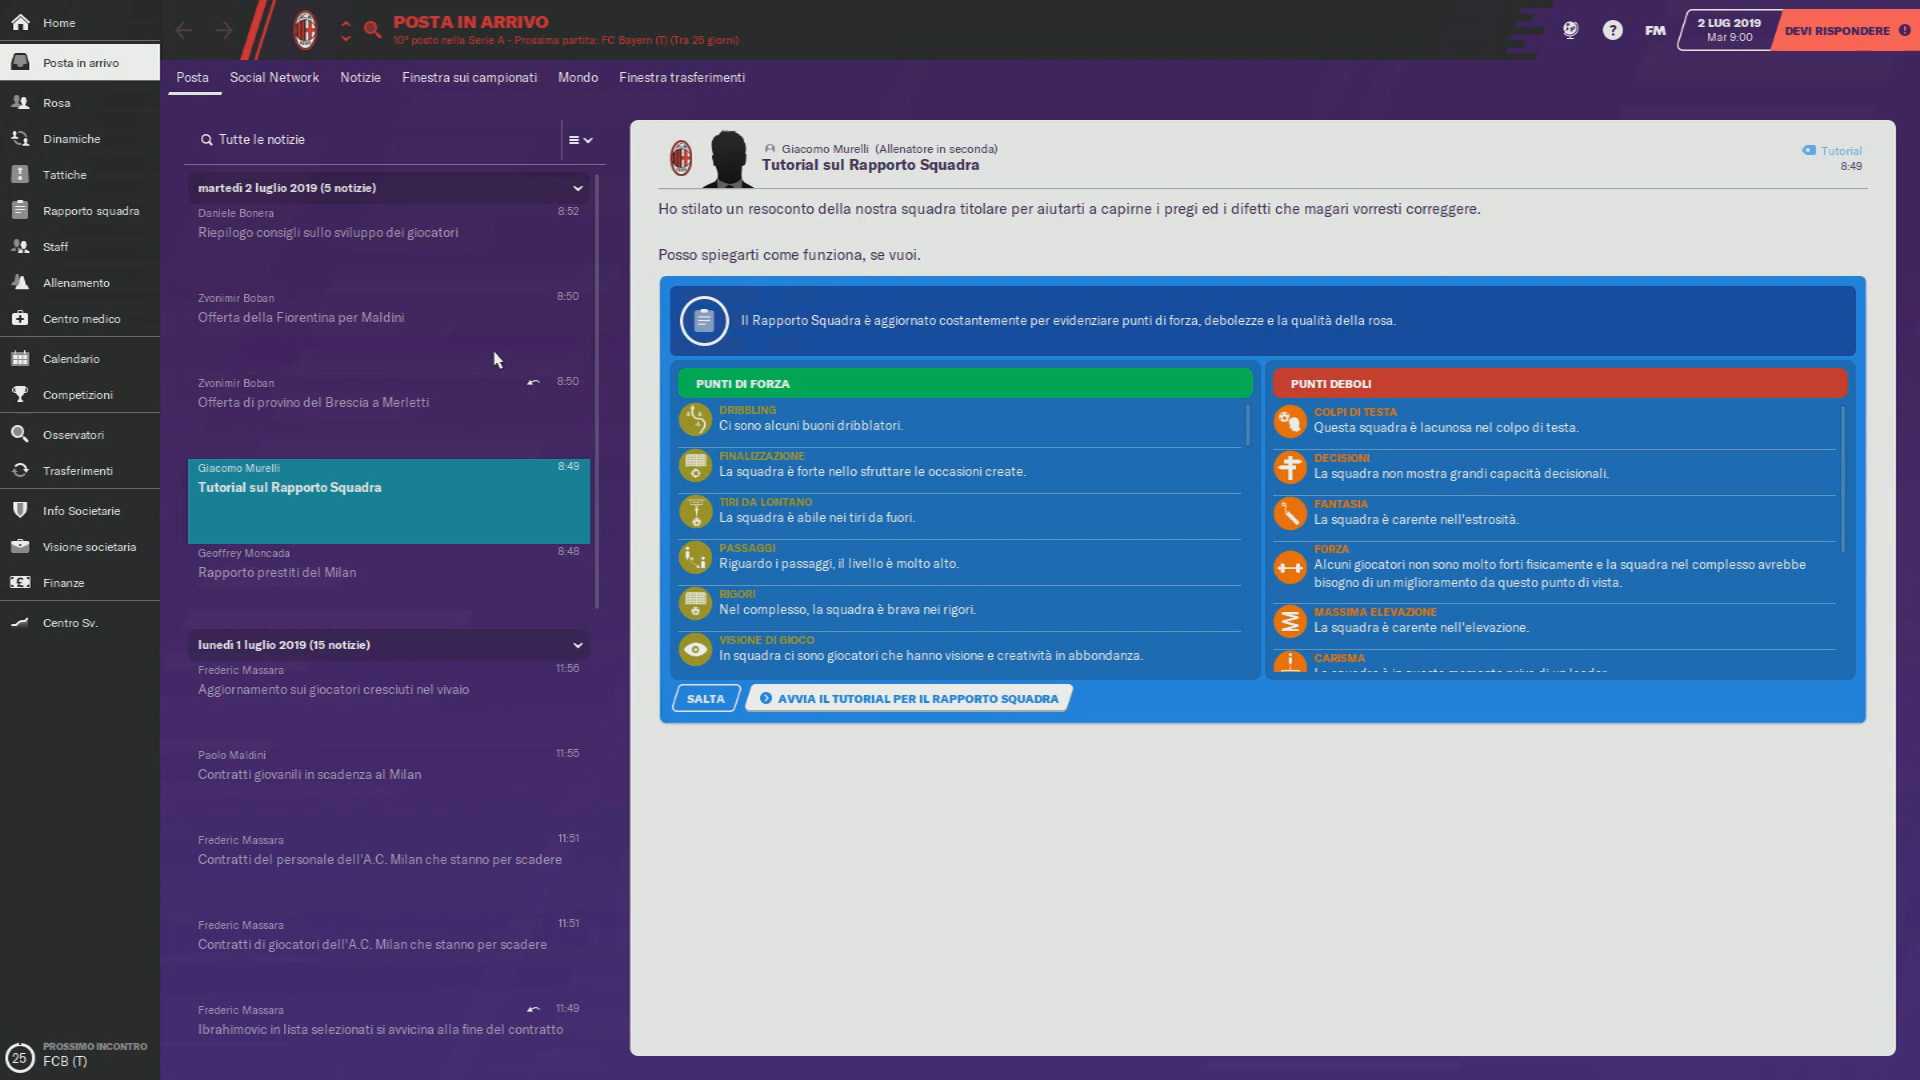 Home
Posta in arrivo
Rosa
Dinamiche
Tattiche
Rapporto squadra
Staff
Allenamento
Centro medico
Calendario
Competizioni
Osservatori
Trasferimenti
Info Societarie
Visione societaria
Finanze
Centro Sv.
25
PROSSIMO INCONTRO
FCB (T)
POSTA IN ARRIVO
10° posto nella Serie A - Prossima partita: FC Bayern (T) (Tra 25 giorni)
?
FM
2 LUG 2019
Mar 9:00
DEVI RISPONDERE
Posta
Social Network
Notizie
Finestra sui campionati
Mondo
Finestra trasferimenti
Tutte le notizie
martedì 2 luglio 2019 (5 notizie)
Daniele Bonera 8:52
Riepilogo consigli sullo sviluppo dei giocatori
Zvonimir Boban 8:50
Offerta della Fiorentina per Maldini
Zvonimir Boban 8:50
Offerta di provino del Brescia a Merletti
Giacomo Murelli 8:49
Tutorial sul Rapporto Squadra
Geoffrey Moncada 8:48
Rapporto prestiti del Milan
lunedì 1 luglio 2019 (15 notizie)
Frederic Massara 11:56
Aggiornamento sui giocatori cresciuti nel vivaio
Paolo Maldini 11:55
Contratti giovanili in scadenza al Milan
Frederic Massara 11:51
Contratti del personale dell'A.C. Milan che stanno per scadere
Frederic Massara 11:51
Contratti di giocatori dell'A.C. Milan che stanno per scadere
Frederic Massara 11:49
Ibrahimovic in lista selezionati si avvicina alla fine del contratto
Giacomo Murelli (Allenatore in seconda)
Tutorial sul Rapporto Squadra
Tutorial
8:49
Ho stilato un resoconto della nostra squadra titolare per aiutarti a capirne i pregi ed i difetti che magari vorresti correggere.
Posso spiegarti come funziona, se vuoi.
Il Rapporto Squadra è aggiornato costantemente per evidenziare punti di forza, debolezze e la qualità della rosa.
PUNTI DI FORZA
DRIBBLING
Ci sono alcuni buoni dribblatori.
FINALIZZAZIONE
La squadra è forte nello sfruttare le occasioni create.
TIRI DA LONTANO
La squadra è abile nei tiri da fuori.
PASSAGGI
Riguardo i passaggi, il livello è molto alto.
RIGORI
Nel complesso, la squadra è brava nei rigori.
VISIONE DI GIOCO
In squadra ci sono giocatori che hanno visione e creatività in abbondanza.
PUNTI DEBOLI
COLPI DI TESTA
Questa squadra è lacunosa nel colpo di testa.
DECISIONI
La squadra non mostra grandi capacità decisionali.
FANTASIA
La squadra è carente nell'estrosità.
FORZA
Alcuni giocatori non sono molto forti fisicamente e la squadra nel complesso avrebbe
bisogno di un miglioramento da questo punto di vista.
MASSIMA ELEVAZIONE
La squadra è carente nell'elevazione.
CARISMA
SALTA
AVVIA IL TUTORIAL PER IL RAPPORTO SQUADRA